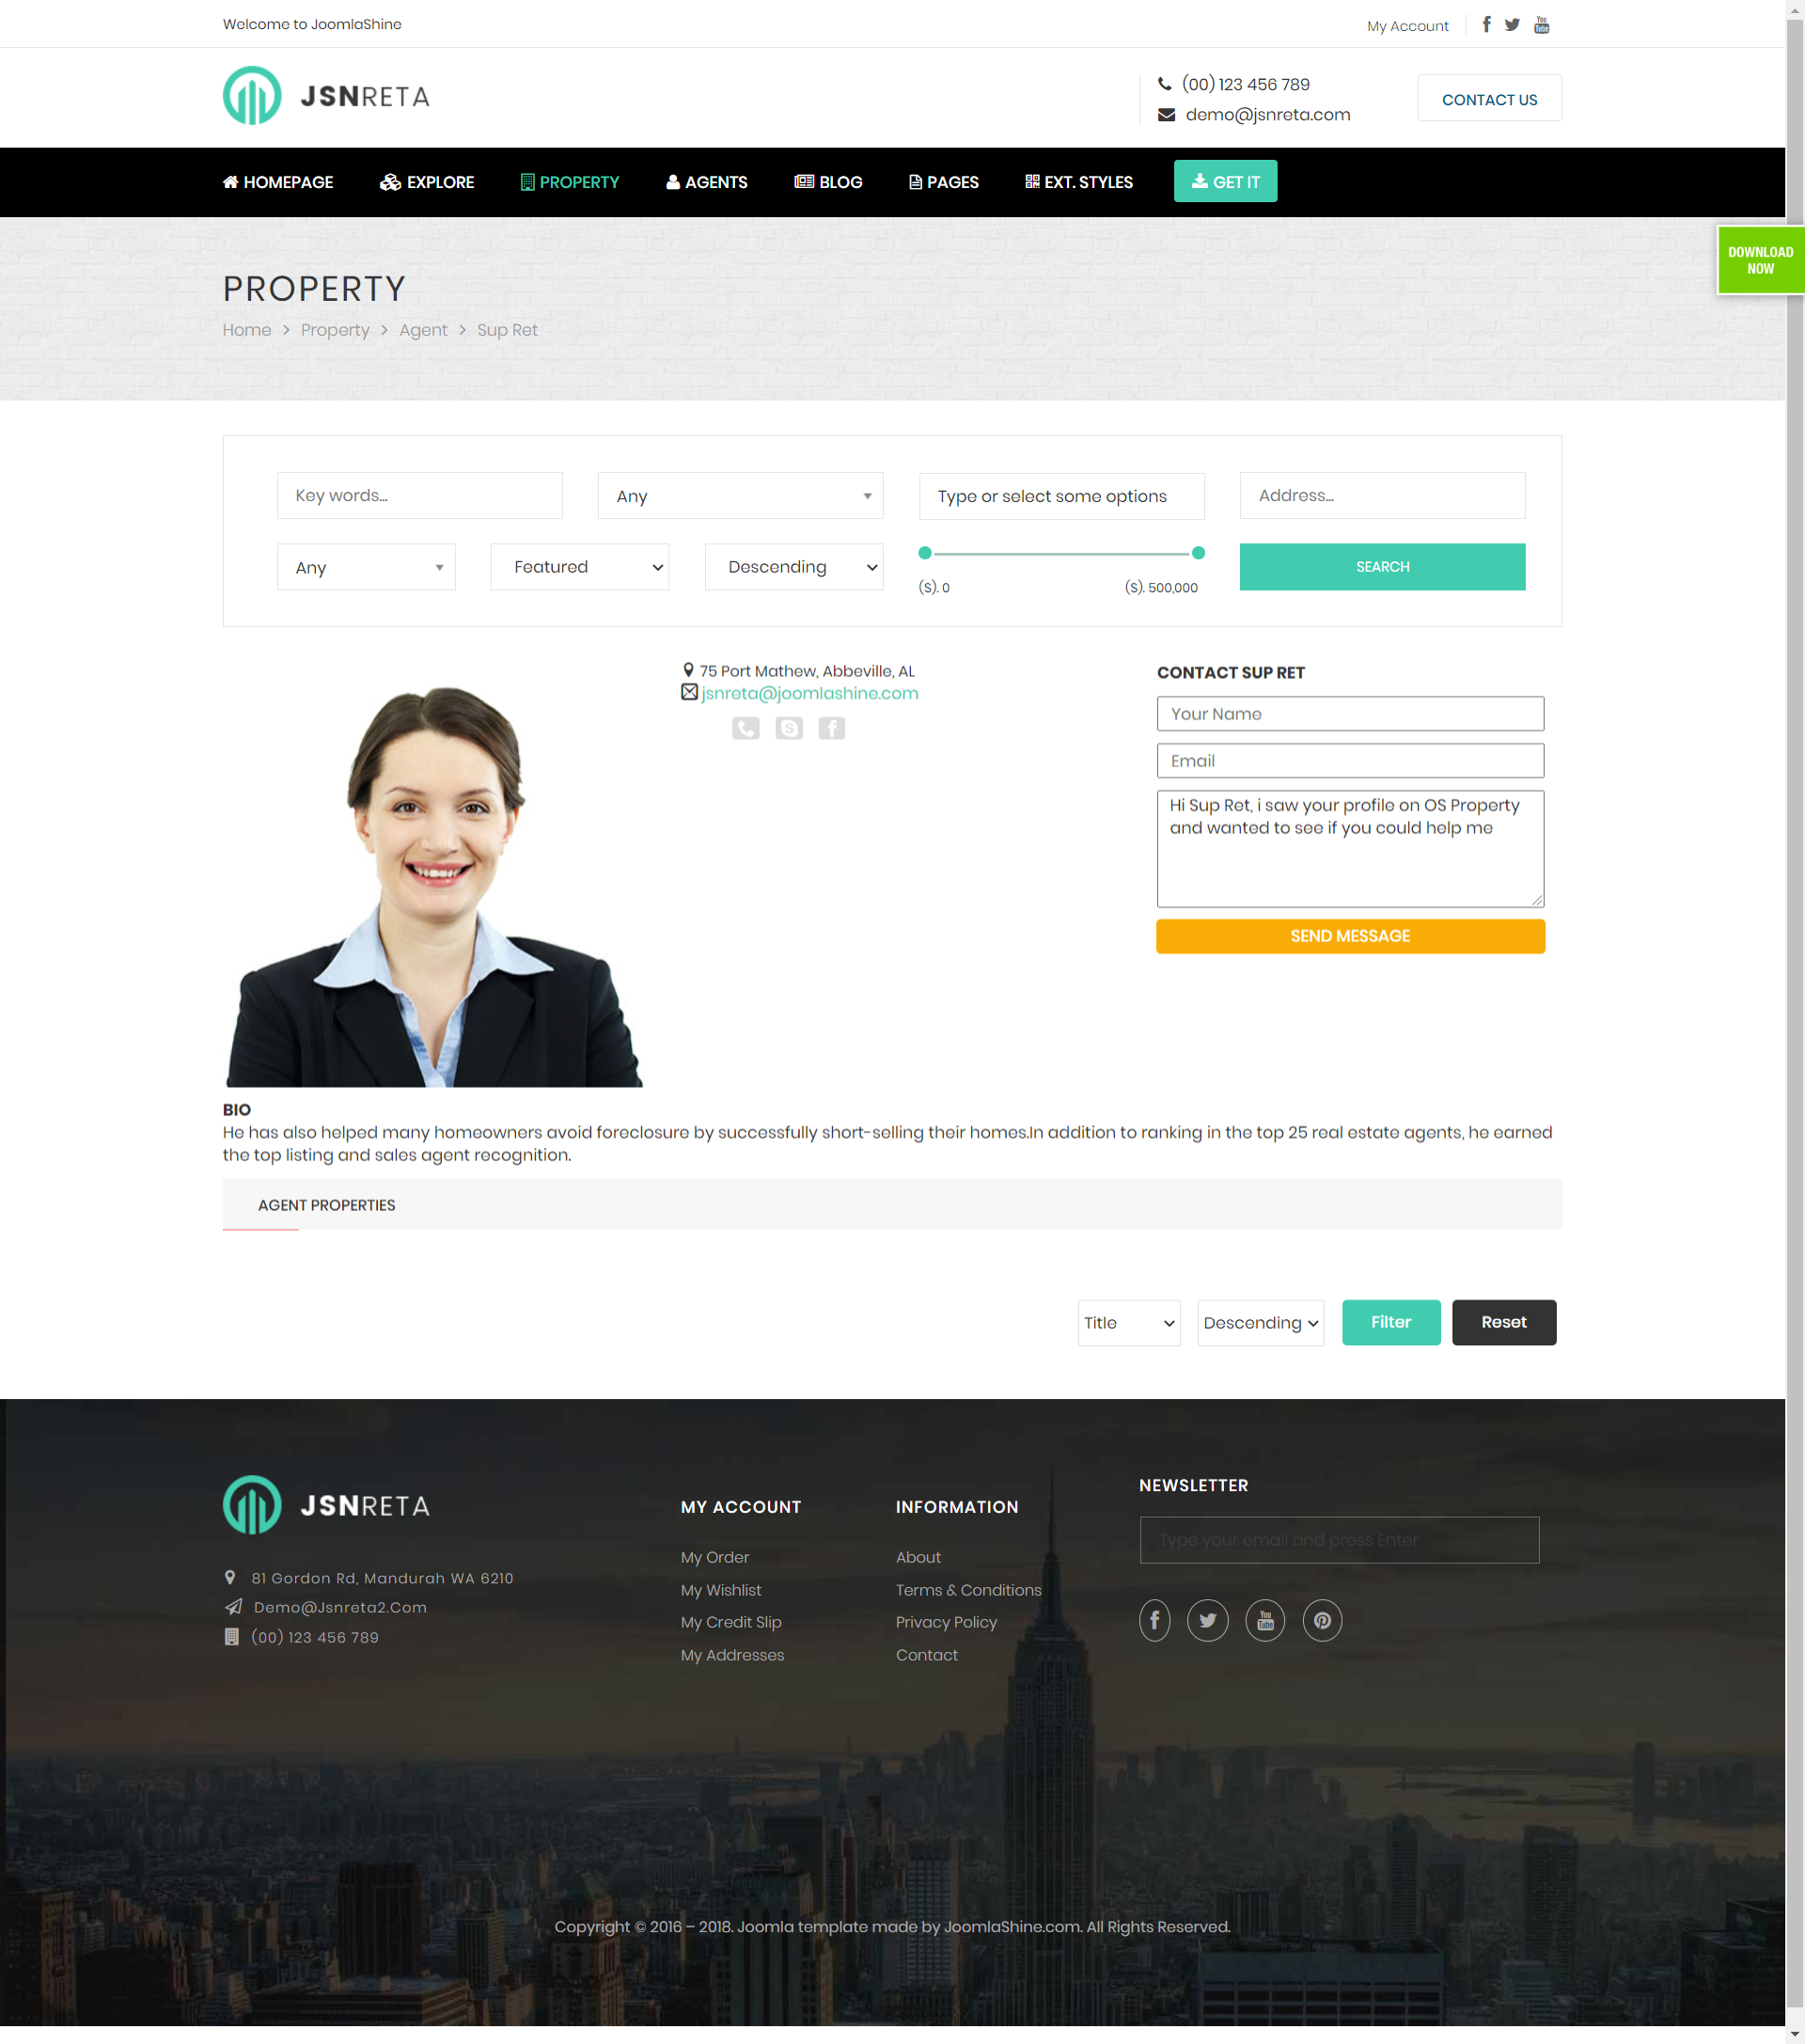 Welcome to JoomlaShine
My Account
You Tube
JSNRETA
(00) 123 456 789
demo@jsnreta.com
CONTACT US
HOMEPAGE
EXPLORE
PROPERTY
AGENTS
BLOG
PAGES
EXT. STYLES
GET IT
DOWNLOAD
NOW
PROPERTY
Home > Property > Agent > Sup Ret
Key words...
Any
Type or select some options
Address...
Any
Featured
Descending
($). 0
($). 500,000
SEARCH
75 Port Mathew, Abbeville, AL
jsnreta@joomlashine.com
CONTACT SUP RET
Your Name
Email
Hi Sup Ret, i saw your profile on OS Property
and wanted to see if you could help me
SEND MESSAGE
BIO
He has also helped many homeowners avoid foreclosure by successfully short-selling their homes.In addition to ranking in the top 25 real estate agents, he earned
the top listing and sales agent recognition.
AGENT PROPERTIES
Title
Descending
Filter
Reset
JSNRETA
81 Gordon Rd, Mandurah WA 6210
Demo@Jsnreta2.Com
(00) 123 456 789
MY ACCOUNT
My Order
My Wishlist
My Credit Slip
My Addresses
INFORMATION
About
Terms & Conditions
Privacy Policy
Contact
NEWSLETTER
Type your email and press Enter
You Tube
Copyright © 2016 – 2018. Joomla template made by JoomlaShine.com. All Rights Reserved.